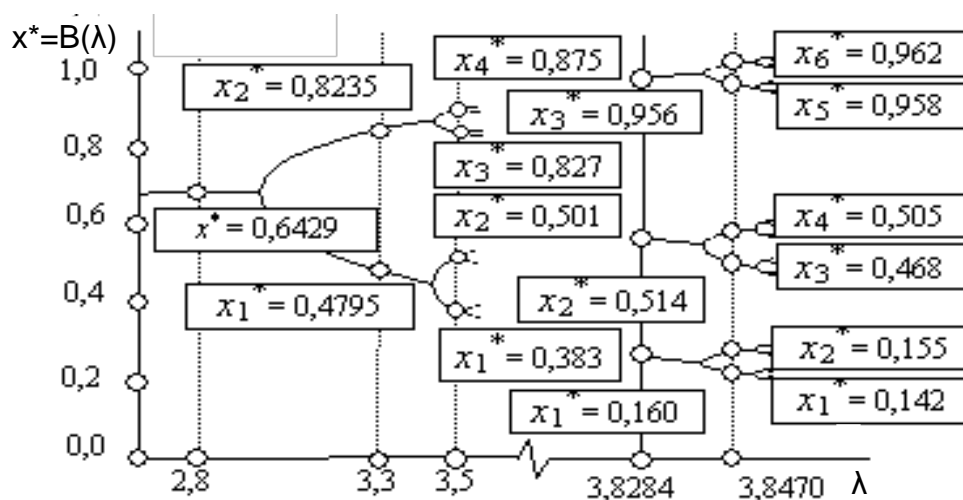 x*=B(λ)
1,0
0,8
0,6
0,4
0,2
0,0
x₂* = 0,8235
x* = 0,6429
x₁* = 0,4795
x₄* = 0,875
x₃* = 0,827
x₂* = 0,501
x₁* = 0,383
x₃* = 0,956
x₂* = 0,514
x₁* = 0,160
x₆* = 0,962
x₅* = 0,958
x₄* = 0,505
x₃* = 0,468
x₂* = 0,155
x₁* = 0,142
2,8
3,3
3,5
3,8284
3,8470
λ